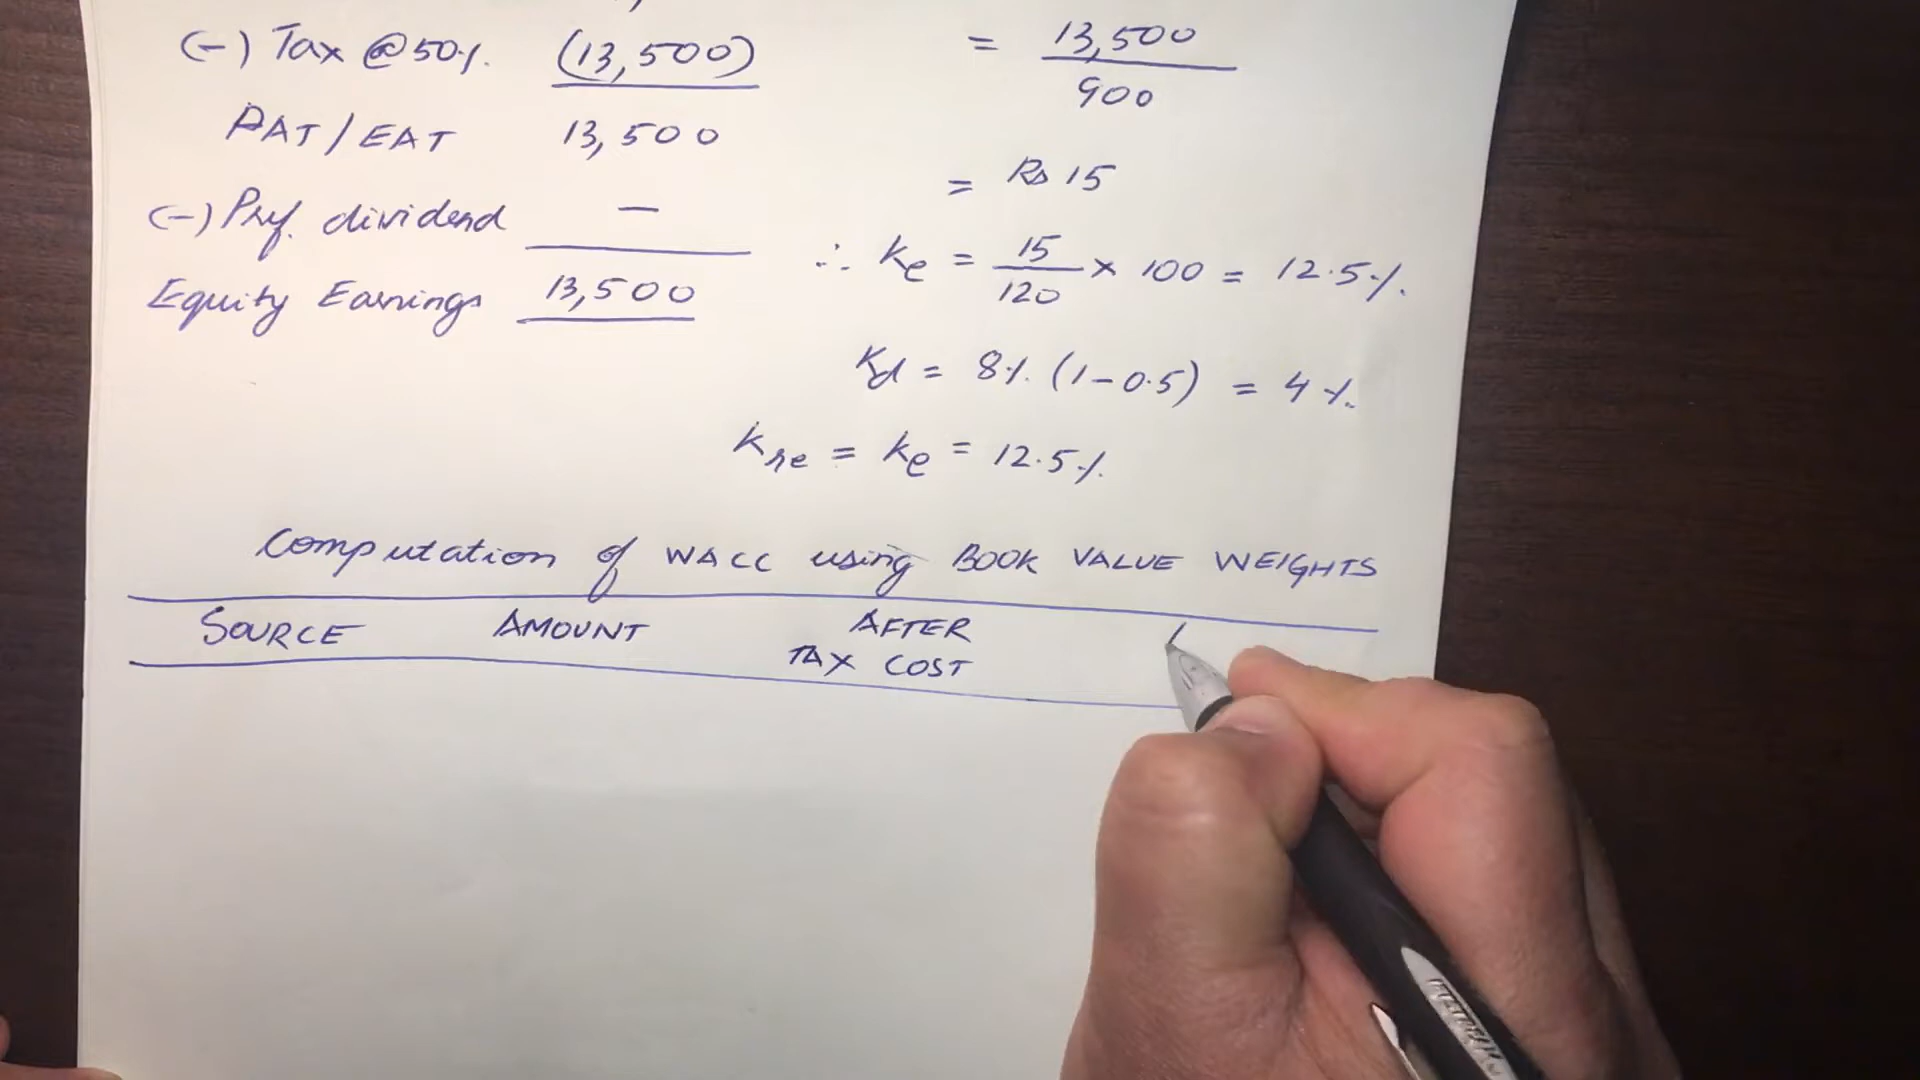 (-) Tax @50%. (13,500)
PAT/EAT 13,500
(-) Pref. dividend —
Equity Earnings 13,500
= 13,500
900
= Rs 15
∴ Ke = 15/120 × 100 = 12.5%.
Kd = 8%. (1-0.5) = 4%.
Kre = Ke = 12.5%.
Computation of WACC using BOOK VALUE WEIGHTS
SOURCE AMOUNT AFTER
TAX COST